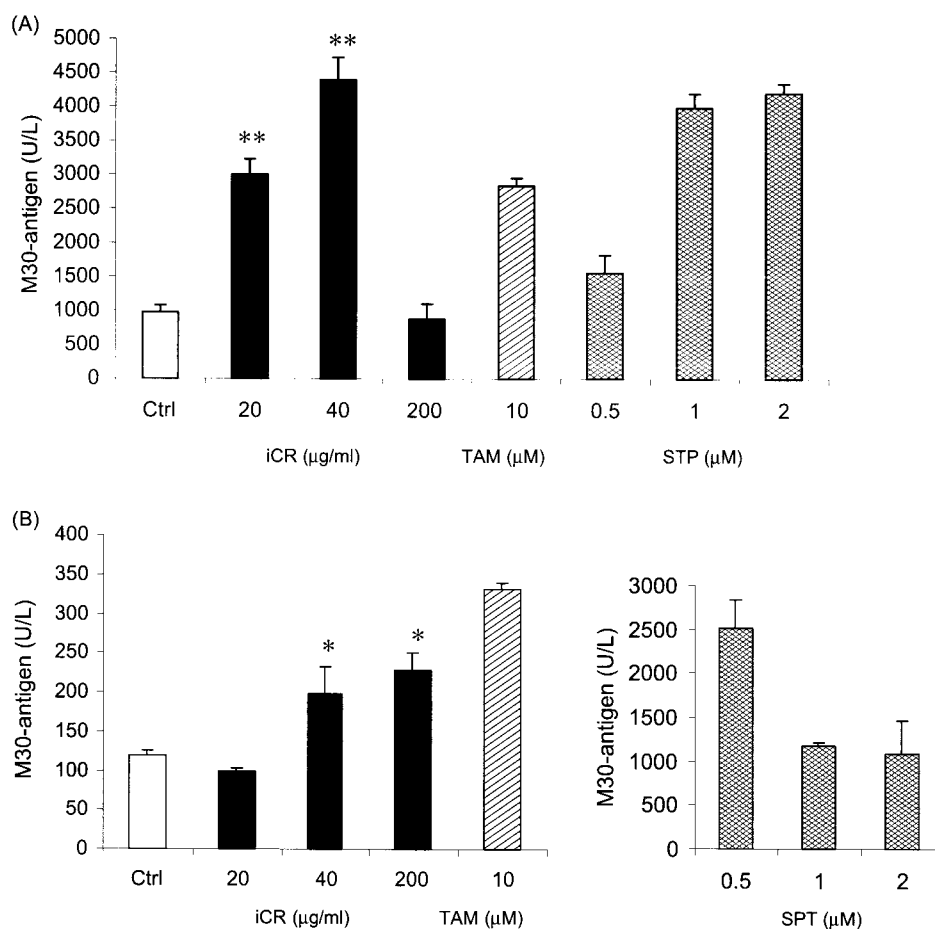 (A)
5000
4500
4000
3500
3000
2500
2000
1500
1000
500
0
M30-antigen (U/L)
** **
Ctrl 20 40 200 10 0.5 1 2
iCR (μg/ml) TAM (μM) STP (μM)
(B)
400
350
300
250
200
150
100
50
0
M30-antigen (U/L)
* *
Ctrl 20 40 200 10
iCR (μg/ml) TAM (μM)
3000
2500
2000
1500
1000
500
0
M30-antigen (U/L)
0.5 1 2
SPT (μM)